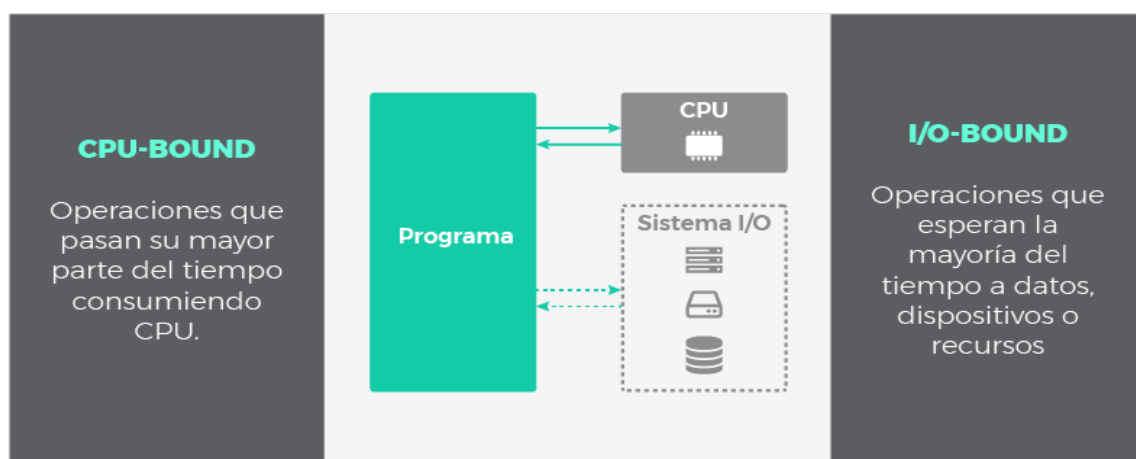 CPU-BOUND
Operaciones que
pasan su mayor
parte del tiempo
consumiendo
CPU.
Programa
CPU
Sistema I/O
I/O-BOUND
Operaciones que
esperan la
mayoría del
tiempo a datos,
dispositivos o
recursos